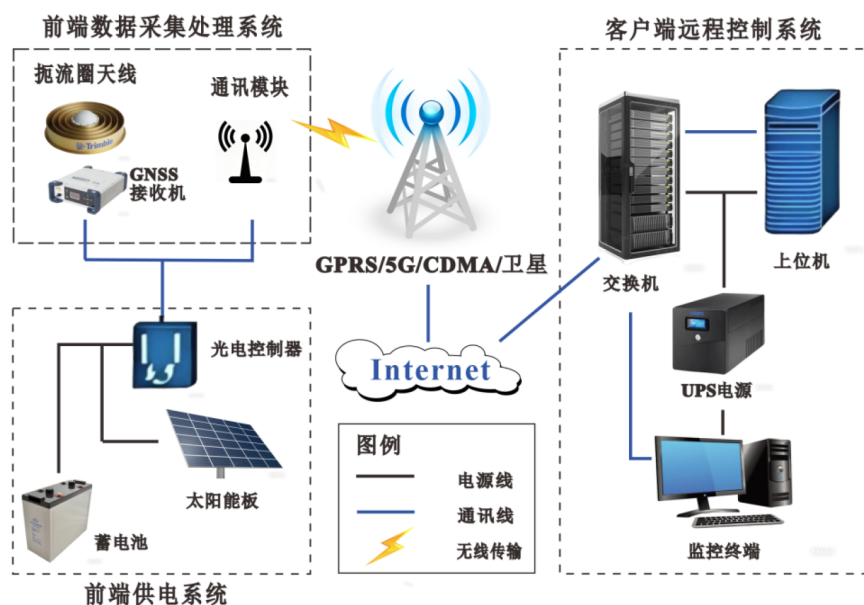 前端数据采集处理系统
扼流圈天线
Trimble
GNSS
接收机
通讯模块
GPRS/5G/CDMA/卫星
Internet
客户端远程控制系统
交换机
上位机
UPS电源
监控终端
光电控制器
太阳能板
蓄电池
前端供电系统
图例
电源线
通讯线
无线传输